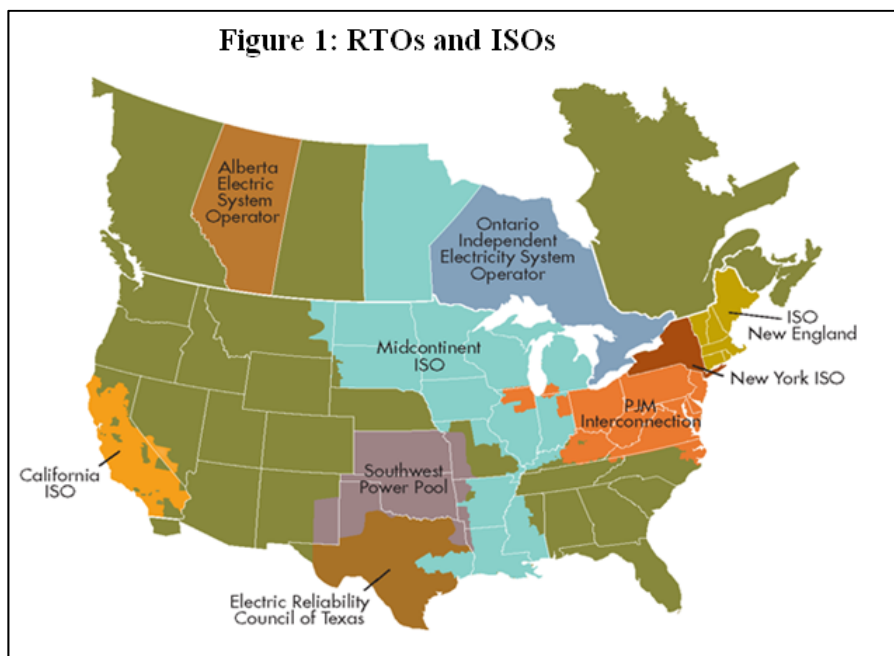 Figure 1: RTOs and ISOs
Alberta
Electric
System
Operator
Ontario
Independent
Electricity System
Operator
ISO
New England
Midcontinent
ISO
New York ISO
PJM
Interconnection
California
ISO
Southwest
Power Pool
Electric Reliability
Council of Texas